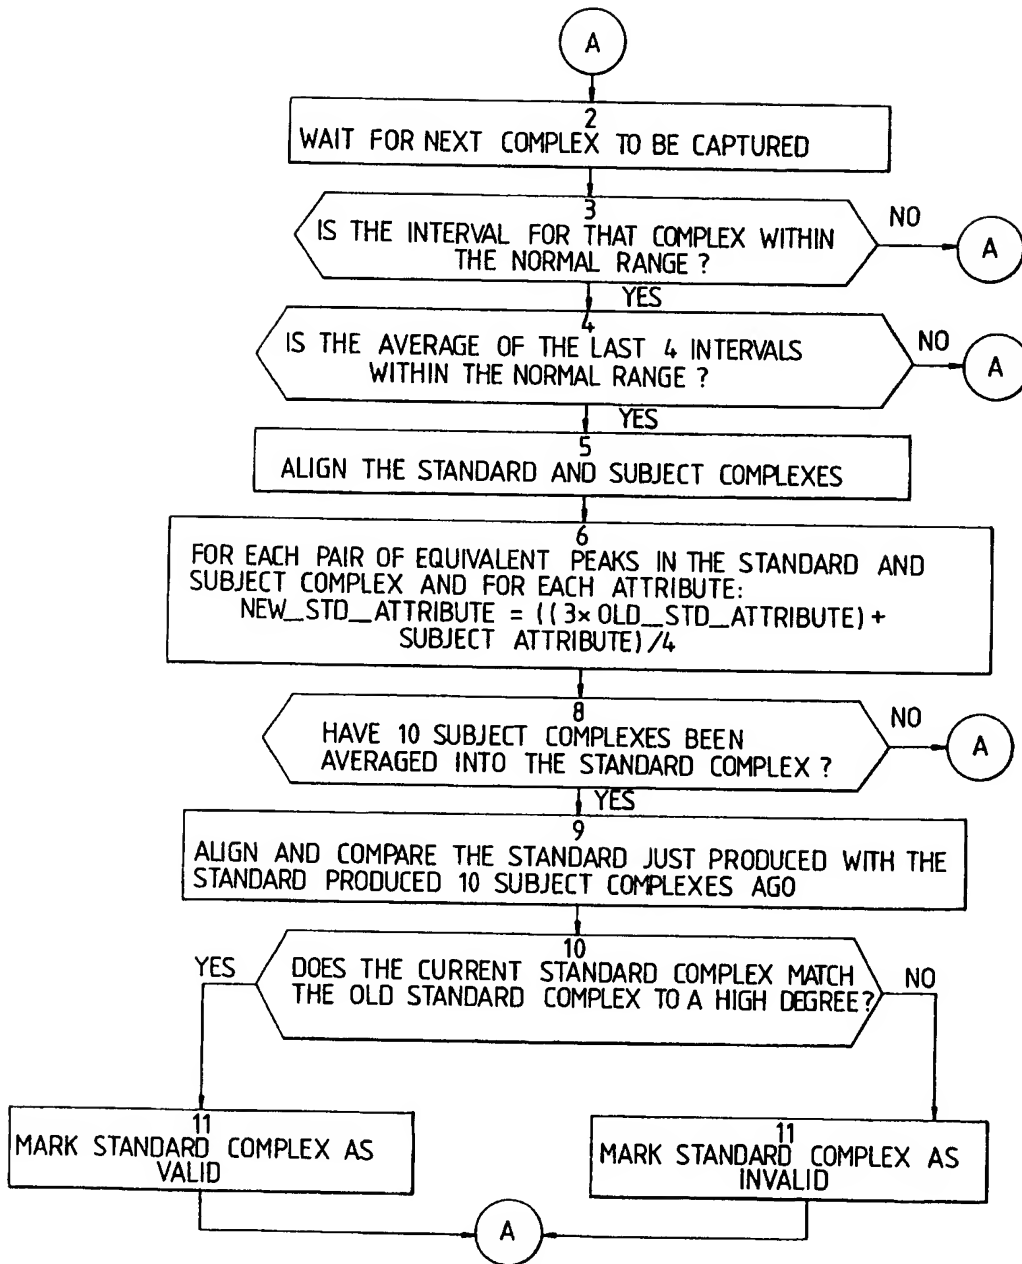 A
2
WAIT FOR NEXT COMPLEX TO BE CAPTURED
3
IS THE INTERVAL FOR THAT COMPLEX WITHIN
THE NORMAL RANGE ?
NO
A
YES
4
IS THE AVERAGE OF THE LAST 4 INTERVALS
WITHIN THE NORMAL RANGE ?
NO
A
YES
5
ALIGN THE STANDARD AND SUBJECT COMPLEXES
6
FOR EACH PAIR OF EQUIVALENT PEAKS IN THE STANDARD AND
SUBJECT COMPLEX AND FOR EACH ATTRIBUTE:
NEW_STD_ATTRIBUTE = ((3× OLD_STD_ATTRIBUTE) +
SUBJECT ATTRIBUTE) /4
8
HAVE 10 SUBJECT COMPLEXES BEEN
AVERAGED INTO THE STANDARD COMPLEX ?
NO
A
YES
9
ALIGN AND COMPARE THE STANDARD JUST PRODUCED WITH THE
STANDARD PRODUCED 10 SUBJECT COMPLEXES AGO
10
YES
DOES THE CURRENT STANDARD COMPLEX MATCH
THE OLD STANDARD COMPLEX TO A HIGH DEGREE?
NO
11
MARK STANDARD COMPLEX AS
VALID
11
MARK STANDARD COMPLEX AS
INVALID
A